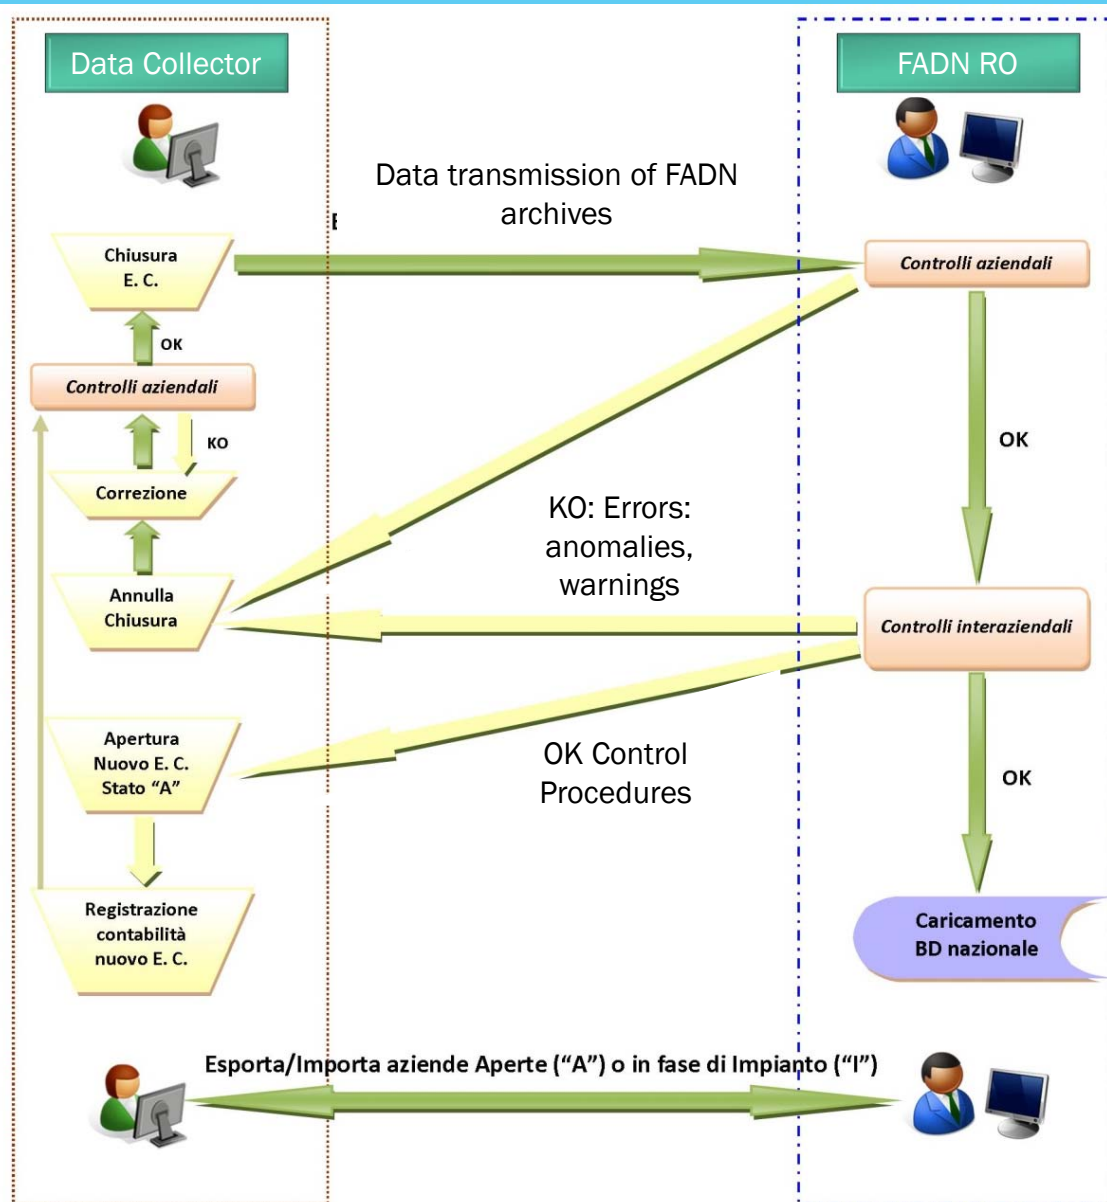 Data Collector
FADN RO
Data transmission of FADN
archives
Chiusura
E. C.
Controlli aziendali
OK
Controlli aziendali
KO
OK
Correzione
KO: Errors:
anomalies,
warnings
Annulla
Chiusura
Controlli interaziendali
Apertura
Nuovo E. C.
Stato “A”
OK Control
Procedures
OK
Registrazione
contabilità
nuovo E. C.
Caricamento
BD nazionale
Esporta/Importa aziende Aperte (“A”) o in fase di Impianto (“I”)